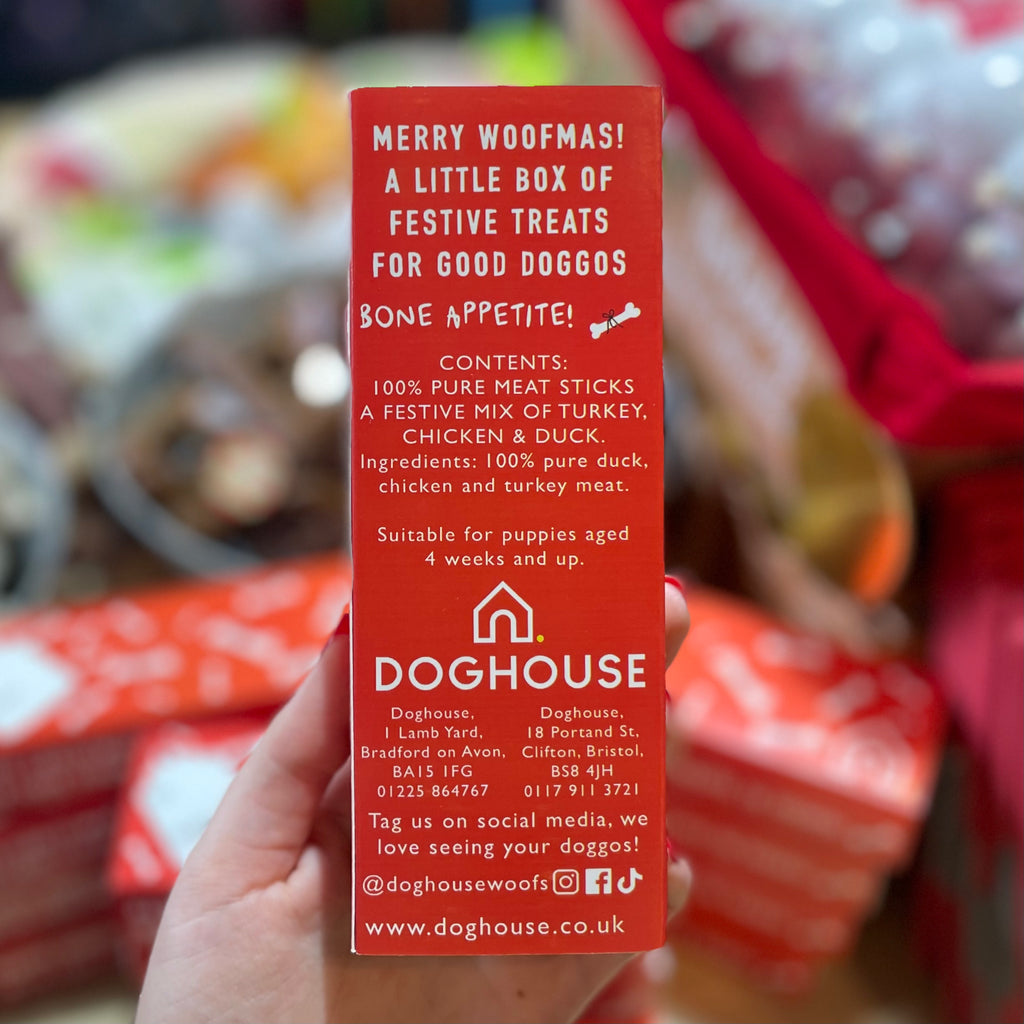 MERRY WOOFMAS!
A LITTLE BOX OF
FESTIVE TREATS
FOR GOOD DOGGOS
BONE APPETITE!
CONTENTS:
100% PURE MEAT STICKS
A FESTIVE MIX OF TURKEY,
CHICKEN & DUCK.
Ingredients: 100% pure duck,
chicken and turkey meat.
Suitable for puppies aged
4 weeks and up.
DOGHOUSE
Doghouse,
1 Lamb Yard,
Bradford on Avon,
BA15 1FG
01225 864767
Doghouse,
18 Portand St,
Clifton, Bristol,
BS8 4JH
0117 911 3721
Tag us on social media, we
love seeing your doggos!
@doghousewoofs
www.doghouse.co.uk